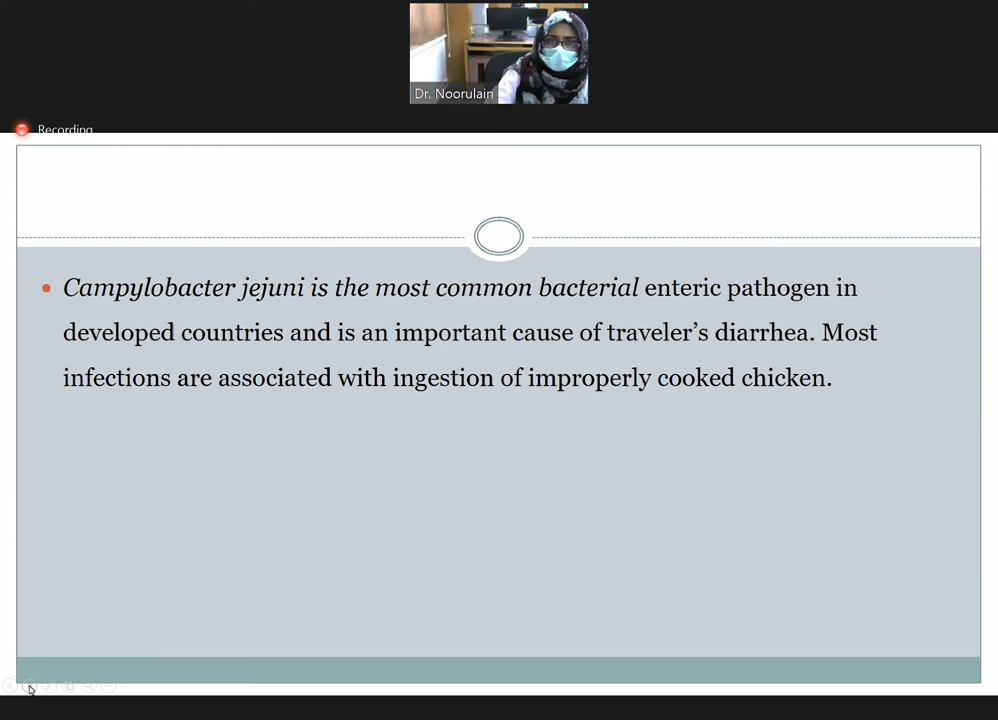 Dr. Noorulain
Recording
Campylobacter jejuni is the most common bacterial enteric pathogen in
developed countries and is an important cause of traveler’s diarrhea. Most
infections are associated with ingestion of improperly cooked chicken.